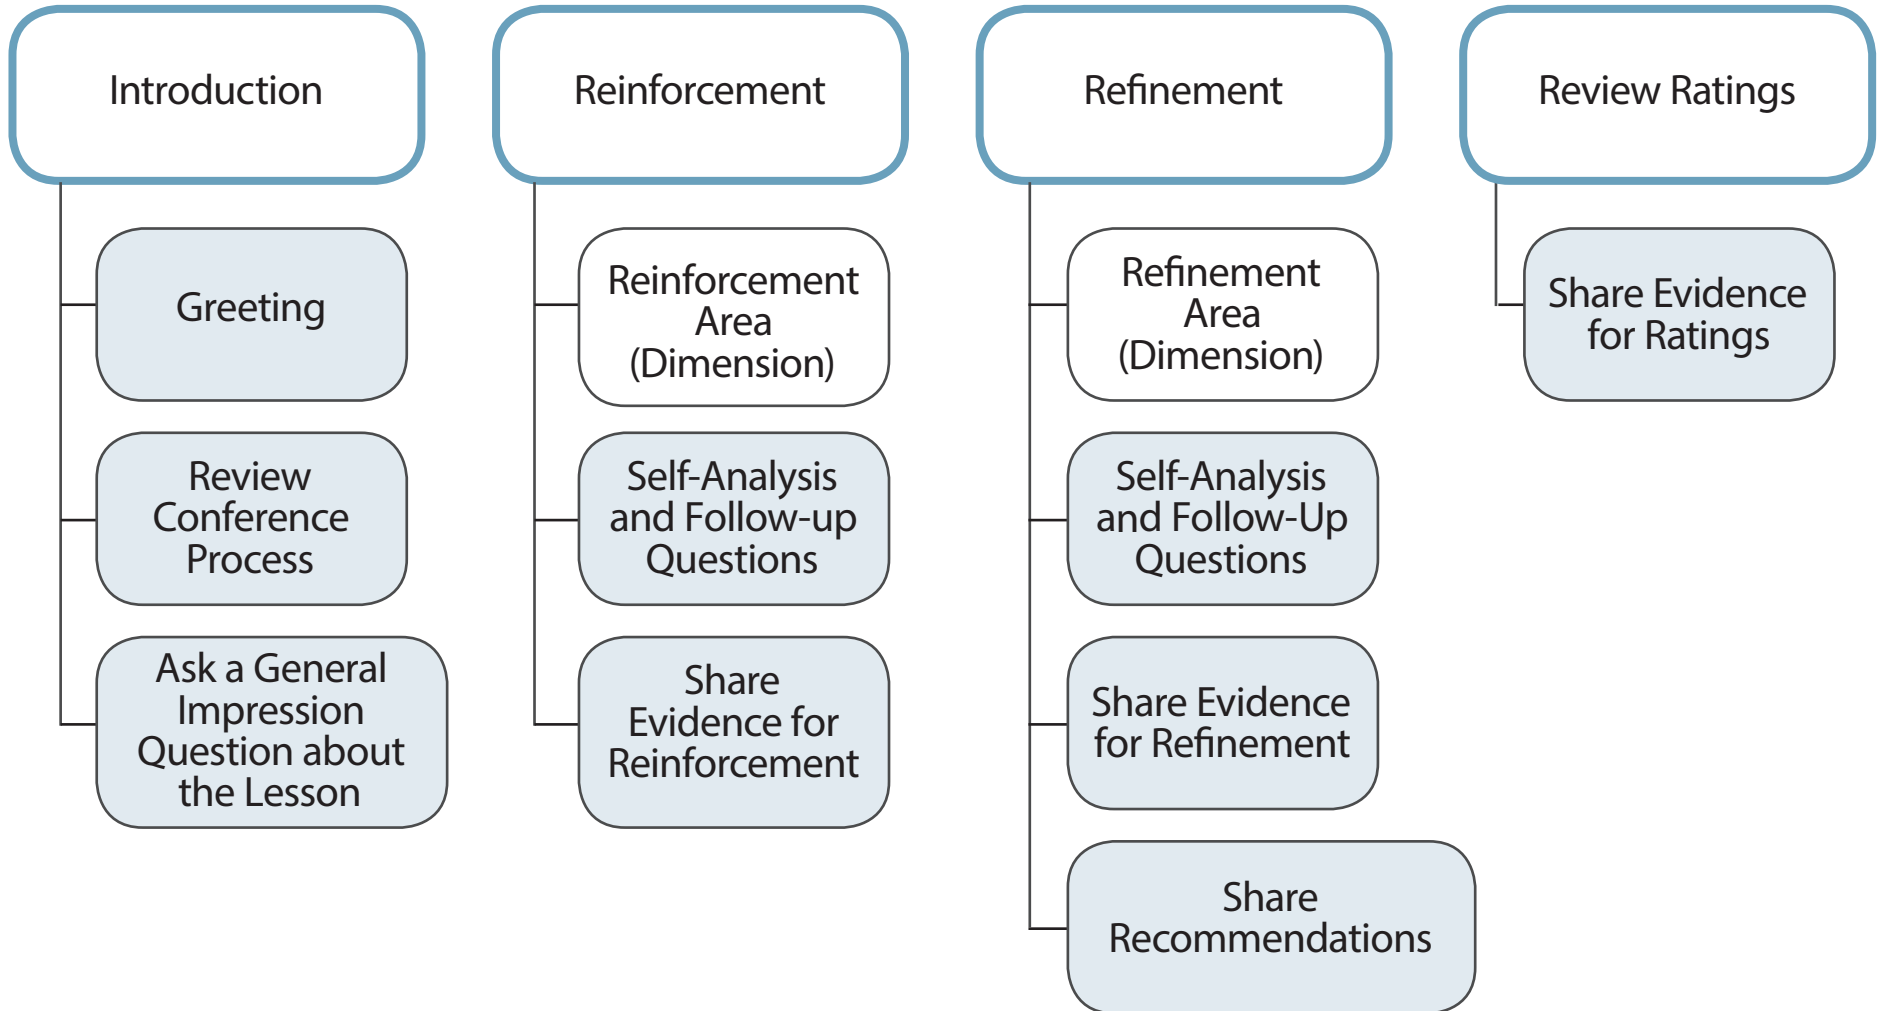 Introduction
Greeting
Review
Conference
Process
Ask a General
Impression
Question about
the Lesson
Reinforcement
Reinforcement
Area
(Dimension)
Self-Analysis
and Follow-up
Questions
Share
Evidence for
Reinforcement
Refinement
Refinement
Area
(Dimension)
Self-Analysis
and Follow-Up
Questions
Share Evidence
for Refinement
Share
Recommendations
Review Ratings
Share Evidence
for Ratings